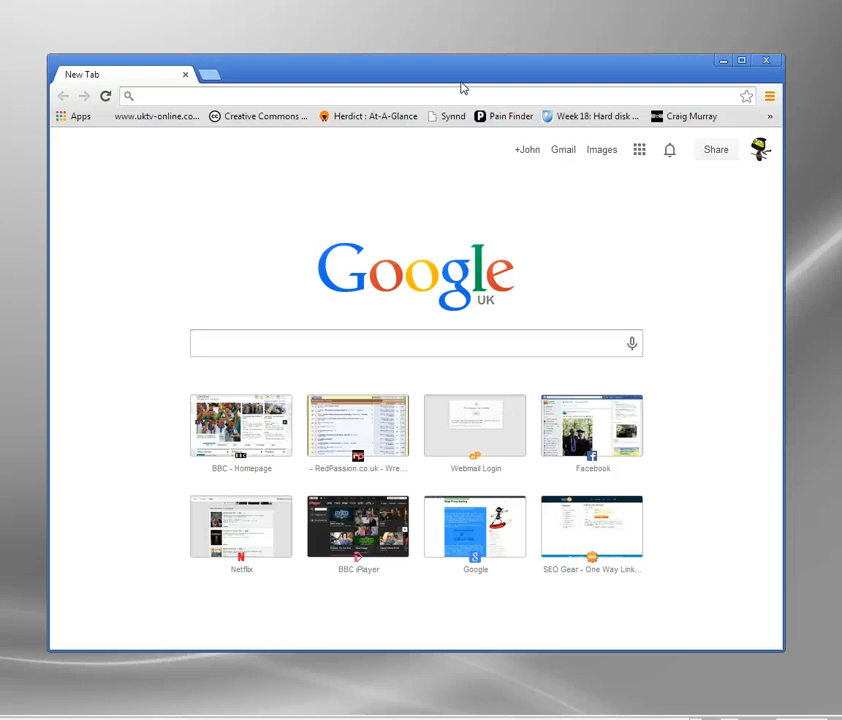 New Tab
Apps www.uktv-online.co... Creative Commons ... Herdict : At-A-Glance Synnd Pain Finder Week 18: Hard disk ... Craig Murray »
+John Gmail Images Share
Google
UK
BBC - Homepage - RedPassion.co.uk - Wre... Webmail Login Facebook
Netflix BBC iPlayer Google SEO Gear - One Way Link...